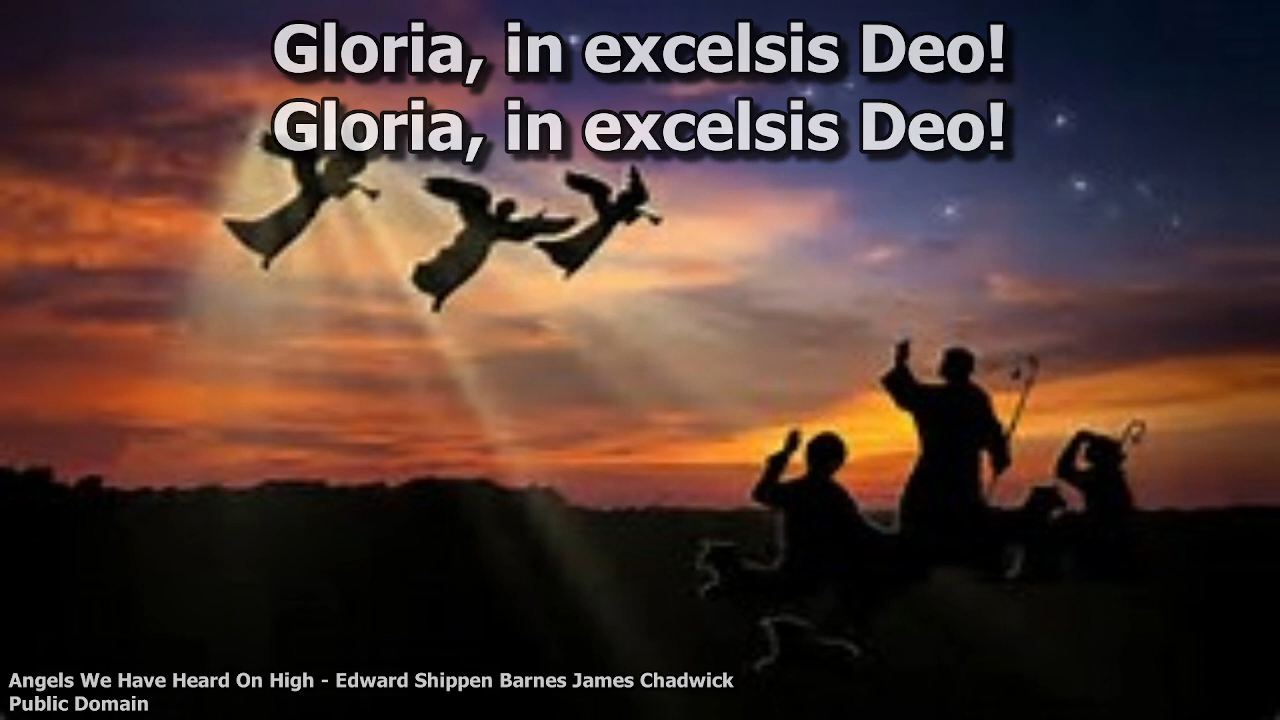 Gloria, in excelsis Deo!
Gloria, in excelsis Deo!
Angels We Have Heard On High - Edward Shippen Barnes James Chadwick
Public Domain